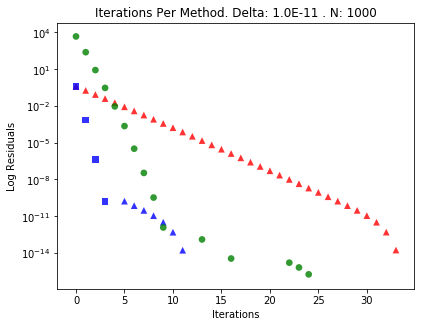 Iterations Per Method. Delta: 1.0E-11 . N: 1000
Log Residuals
10^4
10^1
10^-2
10^-5
10^-8
10^-11
10^-14
0 5 10 15 20 25 30
Iterations